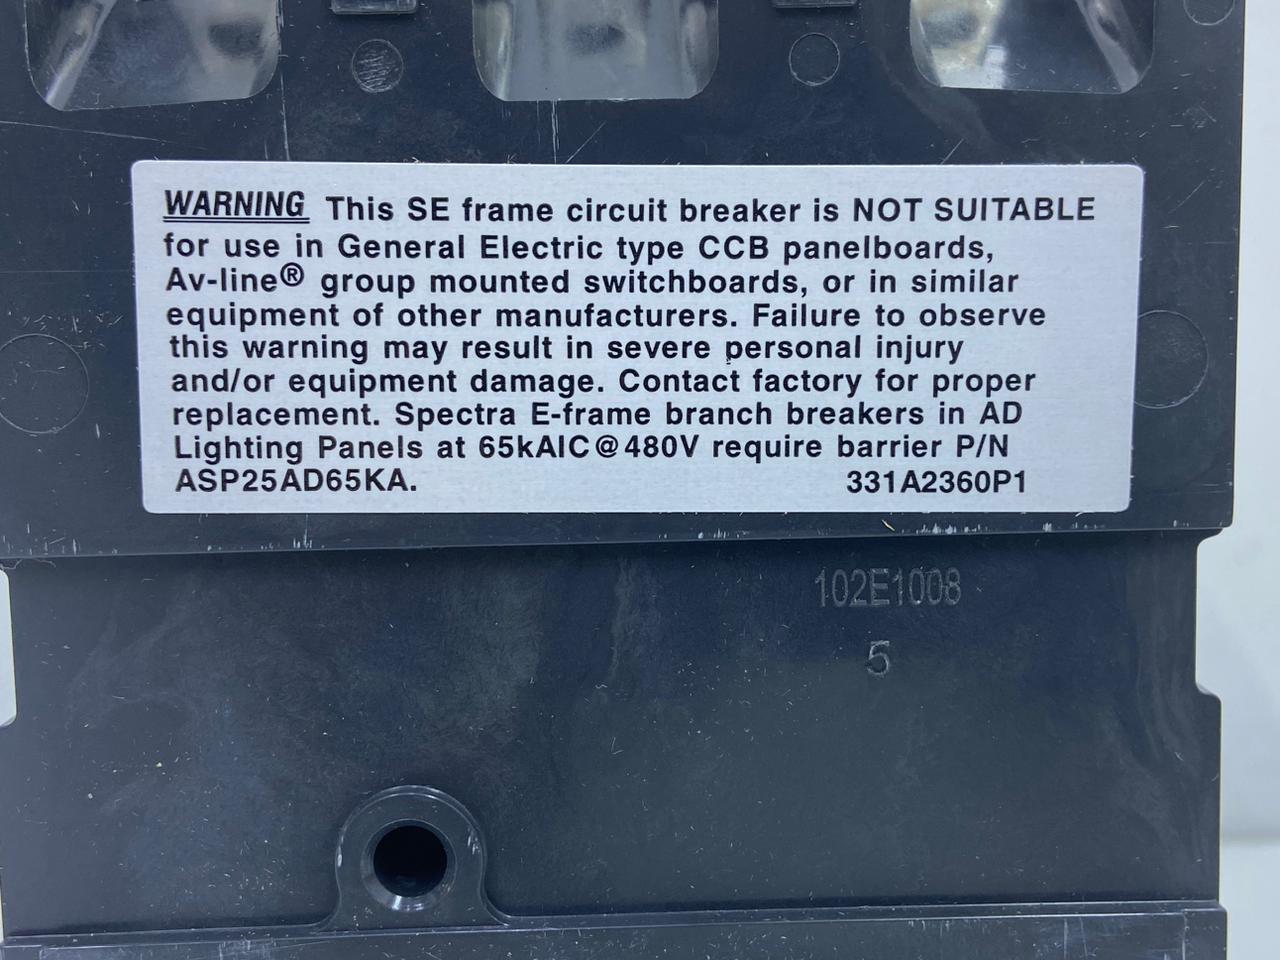 WARNING This SE frame circuit breaker is NOT SUITABLE
for use in General Electric type CCB panelboards,
Av-line® group mounted switchboards, or in similar
equipment of other manufacturers. Failure to observe
this warning may result in severe personal injury
and/or equipment damage. Contact factory for proper
replacement. Spectra E-frame branch breakers in AD
Lighting Panels at 65kAIC@480V require barrier P/N
ASP25AD65KA. 331A2360P1
102E1008
5